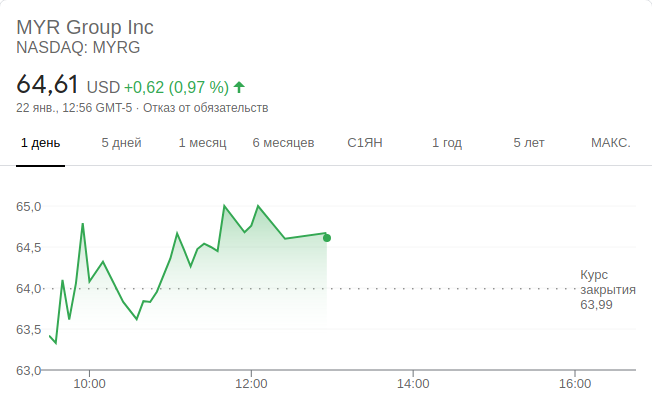 MYR Group Inc
NASDAQ: MYRG
64,61 USD +0,62 (0,97 %)
22 янв., 12:56 GMT-5 · Отказ от обязательств
1 день 5 дней 1 месяц 6 месяцев С1ЯН 1 год 5 лет МАКС.
65,0
64,5
64,0
63,5
63,0
Курс
закрытия
63,99
10:00 12:00 14:00 16:00